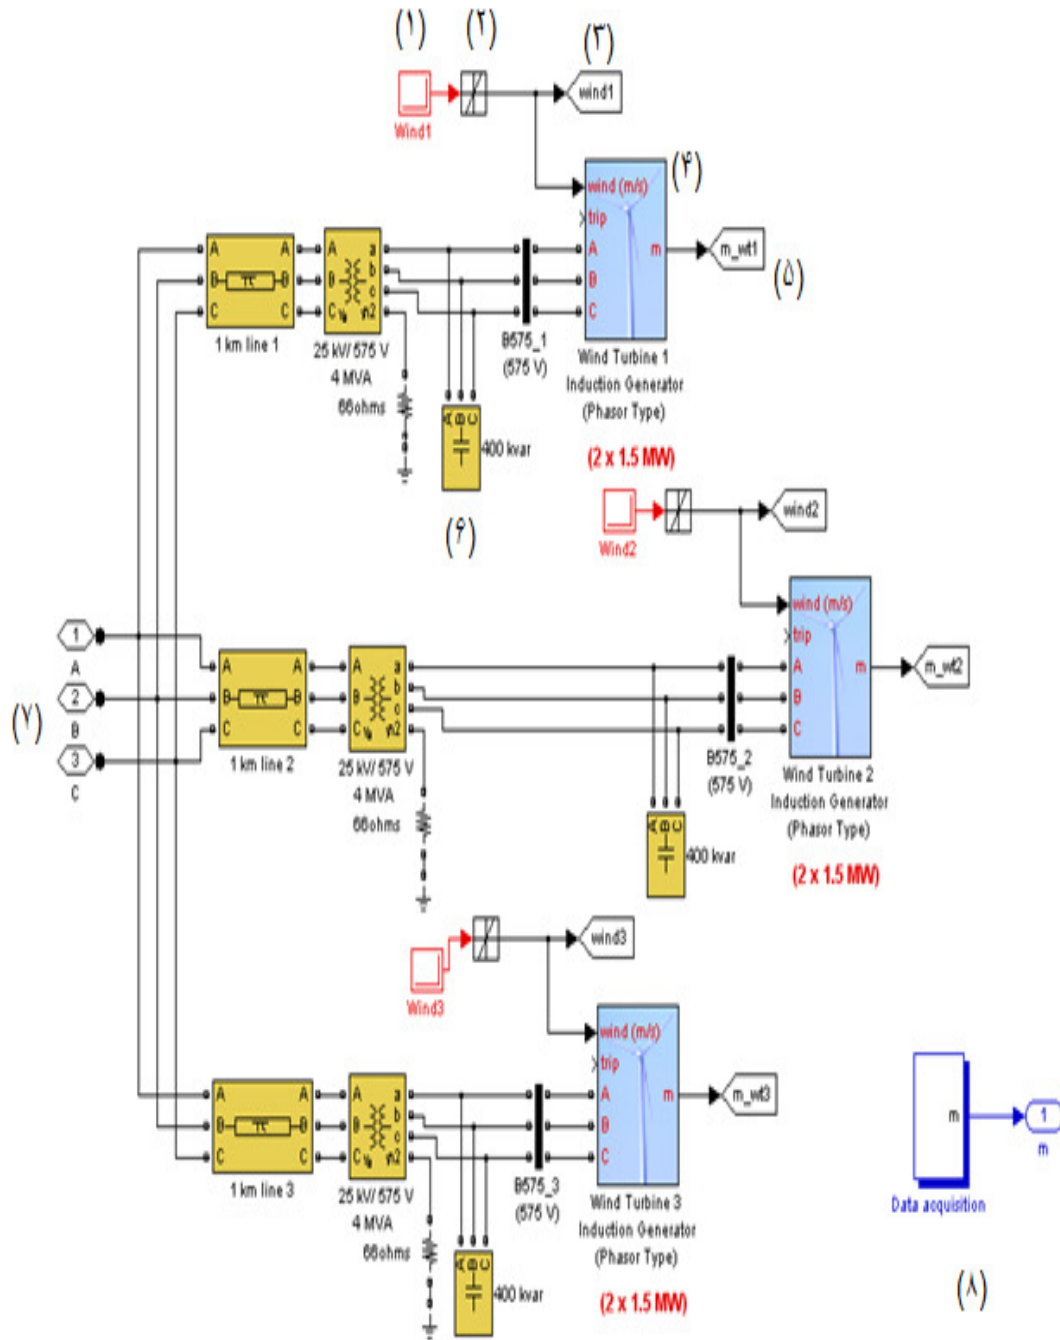 (۱)
(۲)
(۳)
wind1
Wind1
(۴)
wind (m/s)
trip
A
B
C
m
m_wt1
(۵)
A A
B B
C C
1 km line 1
A a
B b
C c
n2
25 kV/ 575 V
4 MVA
66ohms
A B C
400 kvar
(۶)
B575_1
(575 V)
Wind Turbine 1
Induction Generator
(Phasor Type)
(2 x 1.5 MW)
wind2
Wind2
wind (m/s)
trip
A
B
C
m
m_wt2
1
A
2
B
3
C
(۷)
A A
B B
C C
1 km line 2
A a
B b
C c
n2
25 kV/ 575 V
4 MVA
66ohms
A B C
400 kvar
B575_2
(575 V)
Wind Turbine 2
Induction Generator
(Phasor Type)
(2 x 1.5 MW)
wind3
Wind3
wind (m/s)
trip
A
B
C
m
m_wt3
A A
B B
C C
1 km line 3
A a
B b
C c
n2
25 kV/ 575 V
4 MVA
66ohms
A B C
400 kvar
B575_3
(575 V)
Wind Turbine 3
Induction Generator
(Phasor Type)
(2 x 1.5 MW)
m
1
m
Data acquisition
(۸)